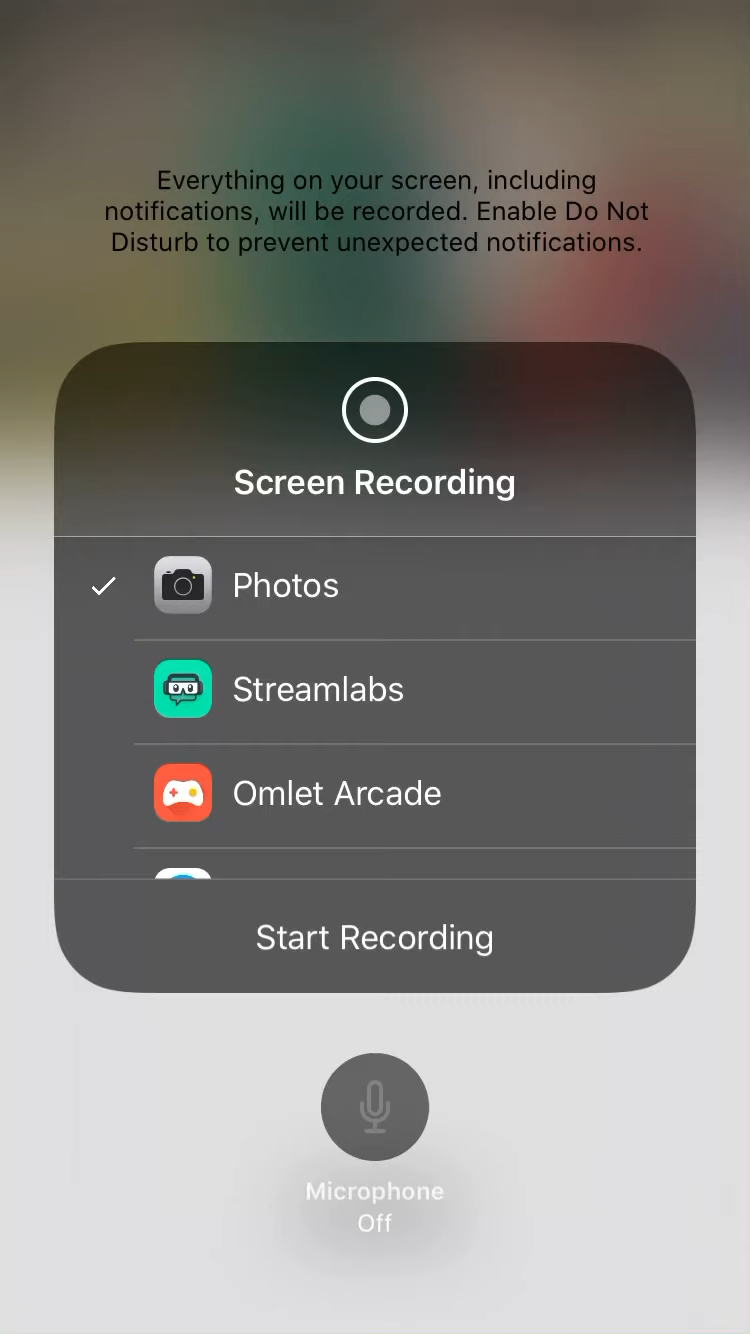 Everything on your screen, including
notifications, will be recorded. Enable Do Not
Disturb to prevent unexpected notifications.
Screen Recording
Photos
Streamlabs
Omlet Arcade
Start Recording
Microphone
Off